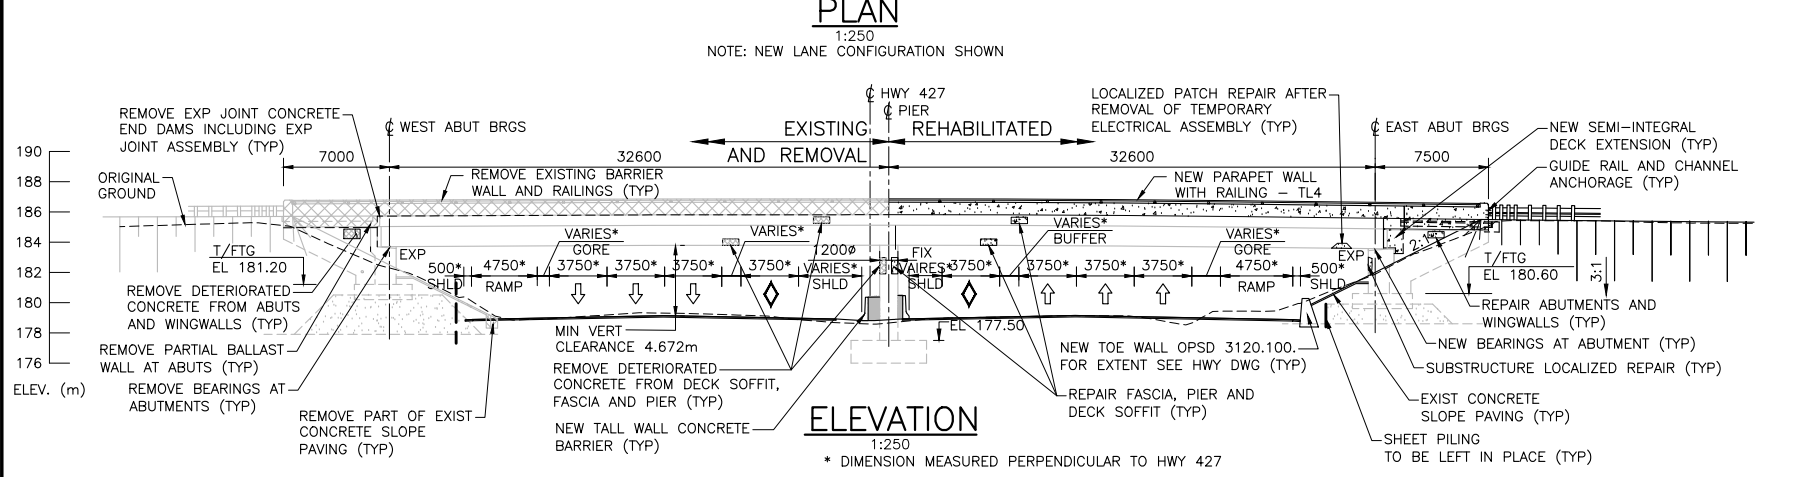 PLAN
1:250
NOTE: NEW LANE CONFIGURATION SHOWN
REMOVE EXP JOINT CONCRETE
END DAMS INCLUDING EXP
JOINT ASSEMBLY (TYP)
℄ WEST ABUT BRGS
℄ HWY 427
℄ PIER
EXISTING
AND REMOVAL
REHABILITATED
LOCALIZED PATCH REPAIR AFTER
REMOVAL OF TEMPORARY
ELECTRICAL ASSEMBLY (TYP)
℄ EAST ABUT BRGS
NEW SEMI-INTEGRAL
DECK EXTENSION (TYP)
GUIDE RAIL AND CHANNEL
ANCHORAGE (TYP)
7000
32600
32600
7500
190
188
186
184
182
180
178
176
ELEV. (m)
ORIGINAL
GROUND
REMOVE EXISTING BARRIER
WALL AND RAILINGS (TYP)
NEW PARAPET WALL
WITH RAILING - TL4
T/FTG
EL 181.20
EXP
VARIES*
GORE
VARIES*
1200ø
FIX
VARIES*
BUFFER
VARIES*
GORE
EXP
2:1
T/FTG
EL 180.60
3:1
500*
SHLD
4750*
RAMP
3750*
3750*
3750*
3750*
VARIES*
SHLD
VAIRES*
SHLD
3750*
3750*
3750*
3750*
4750*
RAMP
500*
SHLD
EL 177.50
REMOVE DETERIORATED
CONCRETE FROM ABUTS
AND WINGWALLS (TYP)
REMOVE PARTIAL BALLAST
WALL AT ABUTS (TYP)
REMOVE BEARINGS AT
ABUTMENTS (TYP)
REMOVE PART OF EXIST
CONCRETE SLOPE
PAVING (TYP)
MIN VERT
CLEARANCE 4.672m
REMOVE DETERIORATED
CONCRETE FROM DECK SOFFIT,
FASCIA AND PIER (TYP)
NEW TALL WALL CONCRETE
BARRIER (TYP)
NEW TOE WALL OPSD 3120.100.
FOR EXTENT SEE HWY DWG (TYP)
REPAIR FASCIA, PIER AND
DECK SOFFIT (TYP)
REPAIR ABUTMENTS AND
WINGWALLS (TYP)
NEW BEARINGS AT ABUTMENT (TYP)
SUBSTRUCTURE LOCALIZED REPAIR (TYP)
EXIST CONCRETE
SLOPE PAVING (TYP)
SHEET PILING
TO BE LEFT IN PLACE (TYP)
ELEVATION
1:250
* DIMENSION MEASURED PERPENDICULAR TO HWY 427